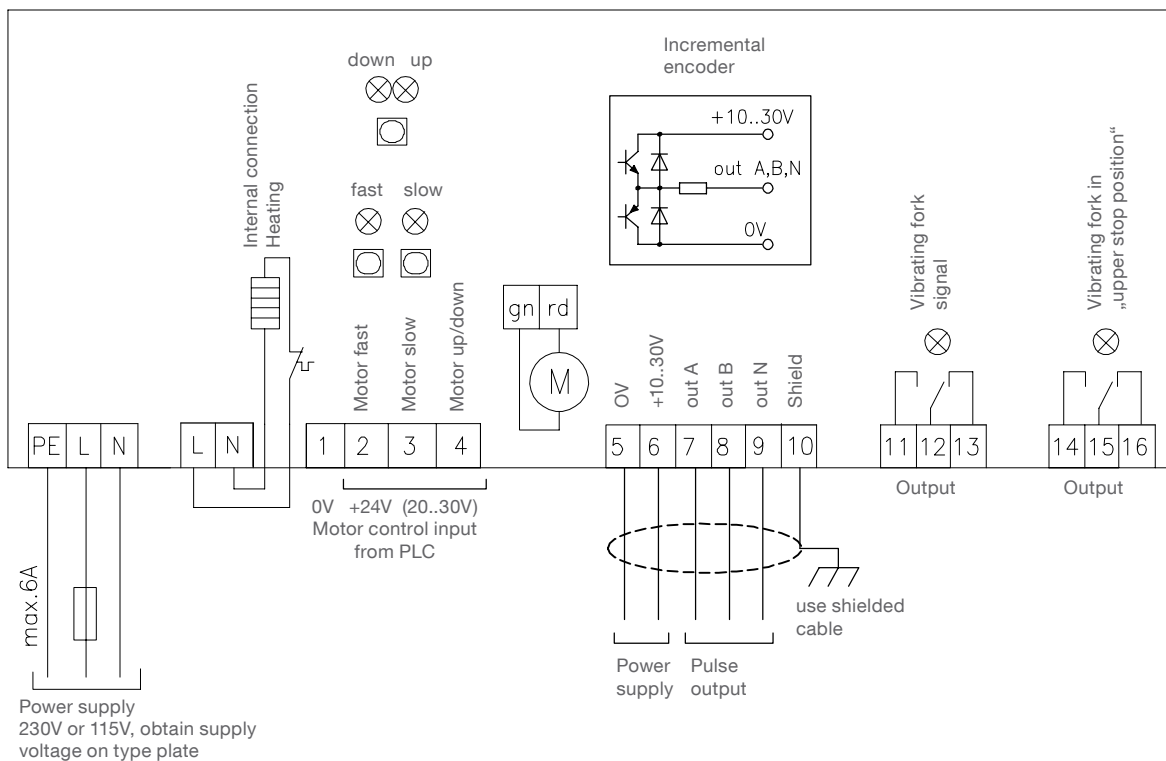 down up
fast slow
Internal connection
Heating
Motor fast
Motor slow
Motor up/down
Incremental
encoder
+10..30V
out A,B,N
0V
gn rd
M
0V
+10..30V
out A
out B
out N
Shield
Vibrating fork
signal
Vibrating fork in
„upper stop position“
PE L N
L N
1 2 3 4
5 6 7 8 9 10
11 12 13
14 15 16
0V +24V (20..30V)
Motor control input
from PLC
Output
Output
max.6A
use shielded
cable
Power
supply
Pulse
output
Power supply
230V or 115V, obtain supply
voltage on type plate